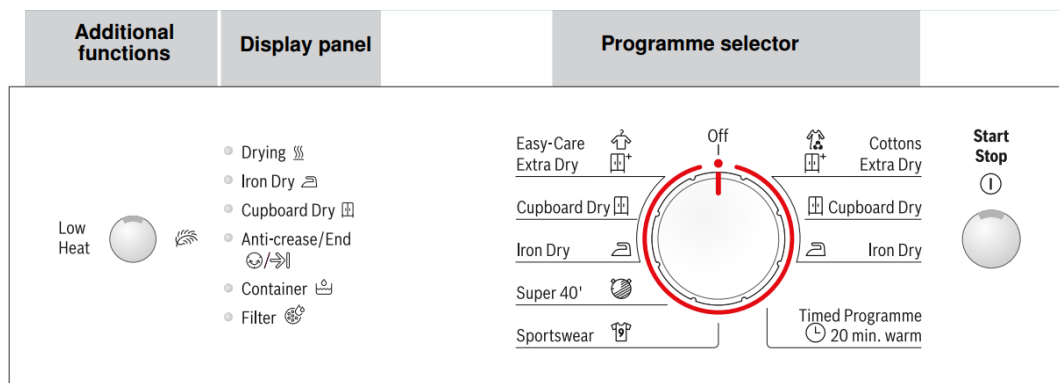 Additional
functions
Display panel
Programme selector
Low
Heat
Drying
Iron Dry
Cupboard Dry
Anti-crease/End
/
Container
Filter
Easy-Care
Extra Dry
+
Cupboard Dry
Iron Dry
Super 40'
Sportswear
9
Off
Cottons
+
Extra Dry
Cupboard Dry
Iron Dry
Timed Programme
20 min. warm
Start
Stop